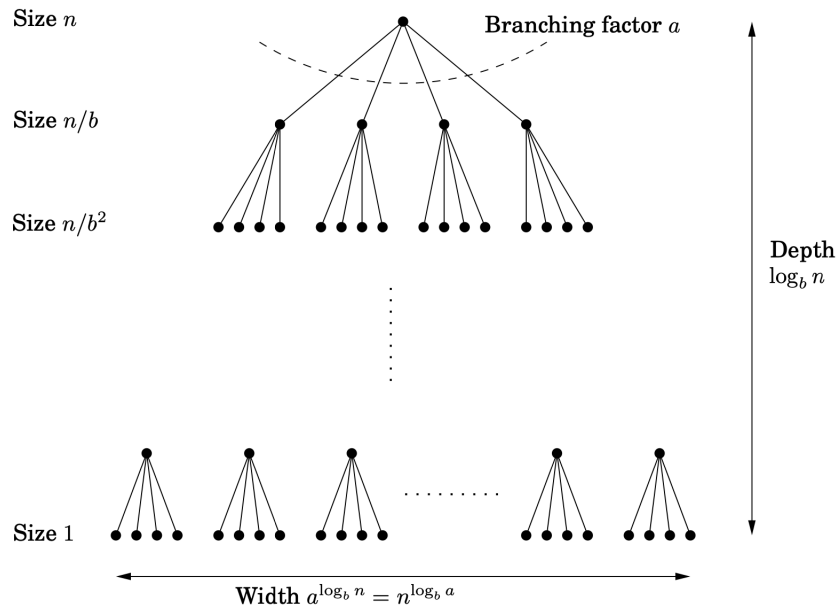 Size n
Branching factor a
Size n/b
Size n/b²
Depth
log_b n
Size 1
Width a^{log_b n} = n^{log_b a}